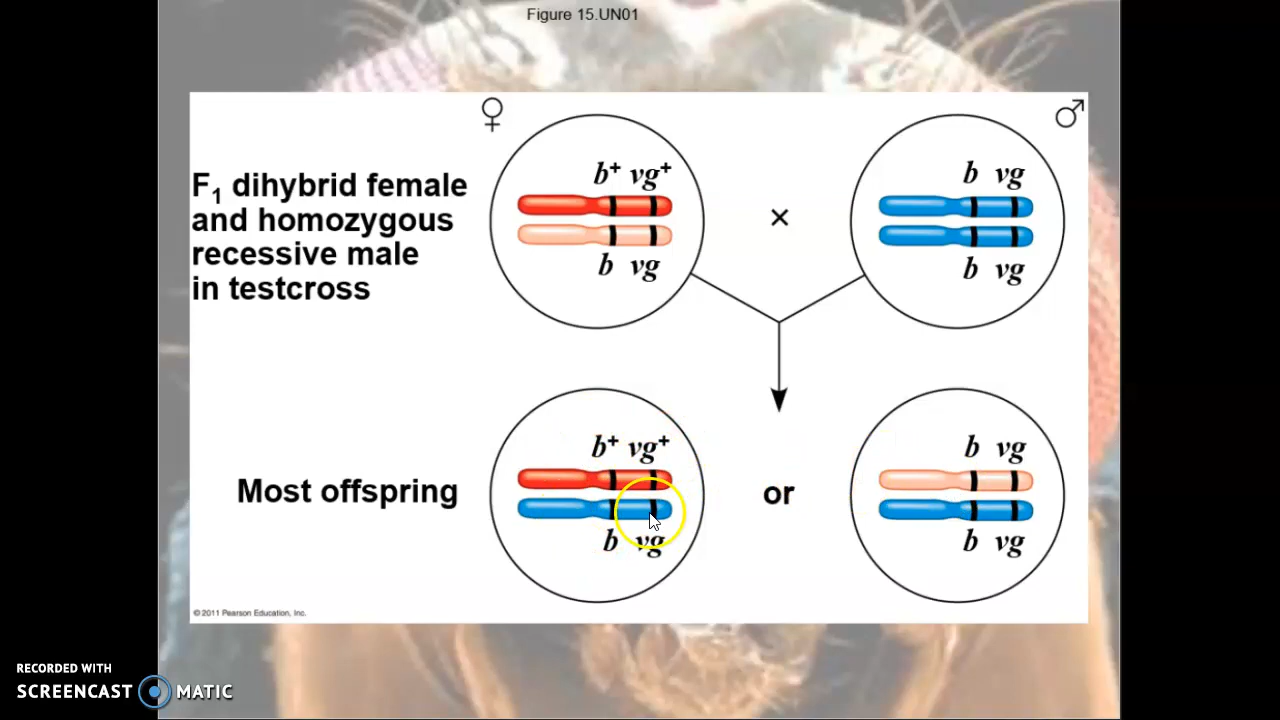 Figure 15.UN01
♀
♂
F1 dihybrid female
and homozygous
recessive male
in testcross
b+ vg+
b vg
×
b vg
b vg
Most offspring
b+ vg+
b vg
or
b vg
b vg
© 2011 Pearson Education, Inc.
RECORDED WITH
SCREENCAST MATIC